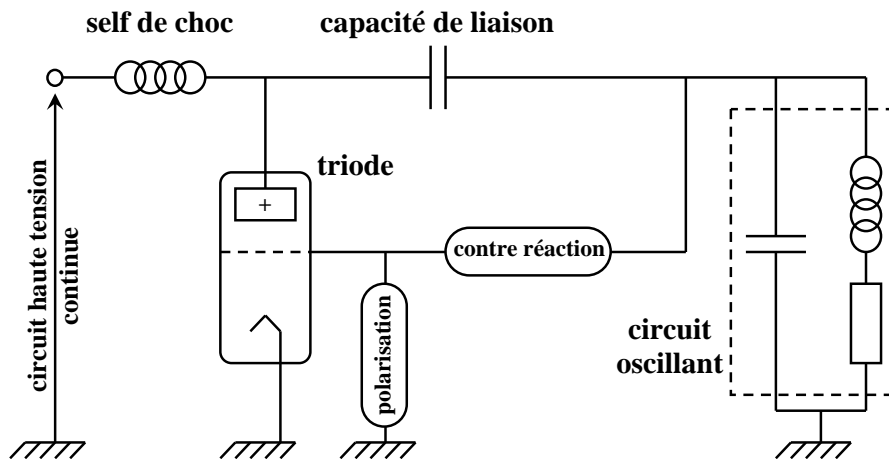 self de choc
capacité de liaison
circuit haute tension
continue
triode
+
contre réaction
polarisation
circuit
oscillant